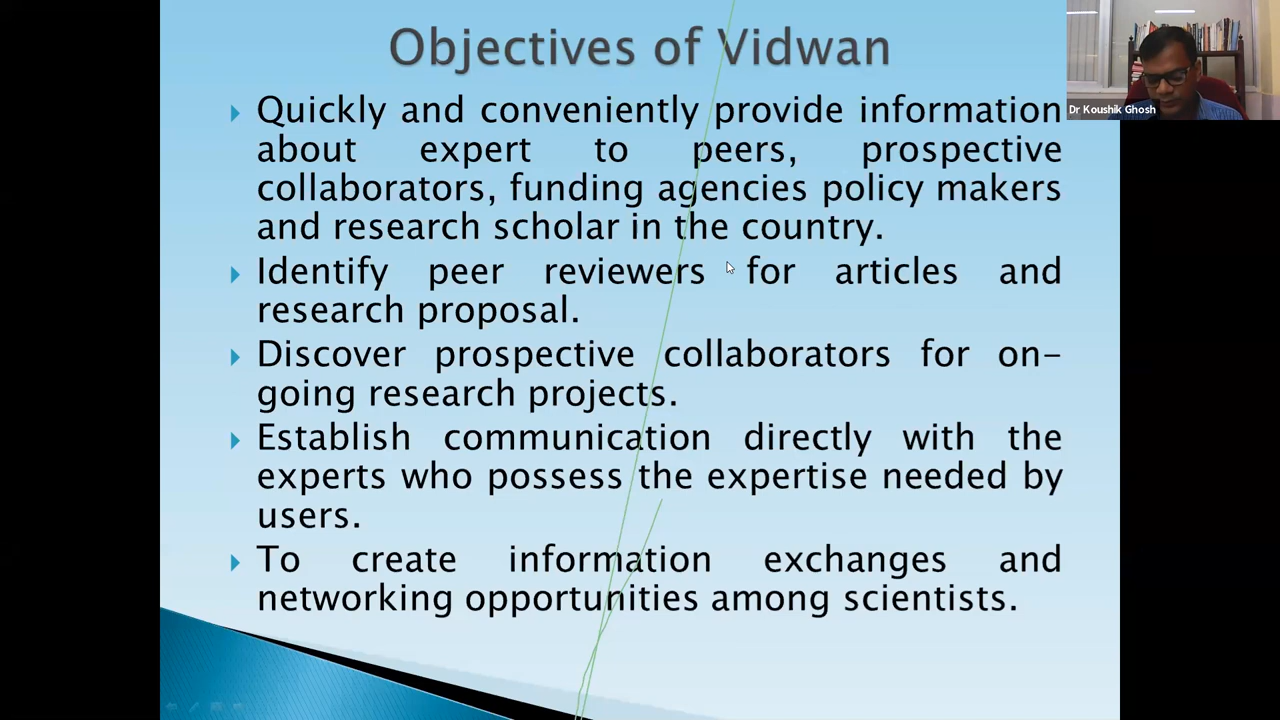 Objectives of Vidwan
Quickly and conveniently provide information
about expert to peers, prospective
collaborators, funding agencies policy makers
and research scholar in the country.
Identify peer reviewers for articles and
research proposal.
Discover prospective collaborators for on-
going research projects.
Establish communication directly with the
experts who possess the expertise needed by
users.
To create information exchanges and
networking opportunities among scientists.
Dr Koushik Ghosh